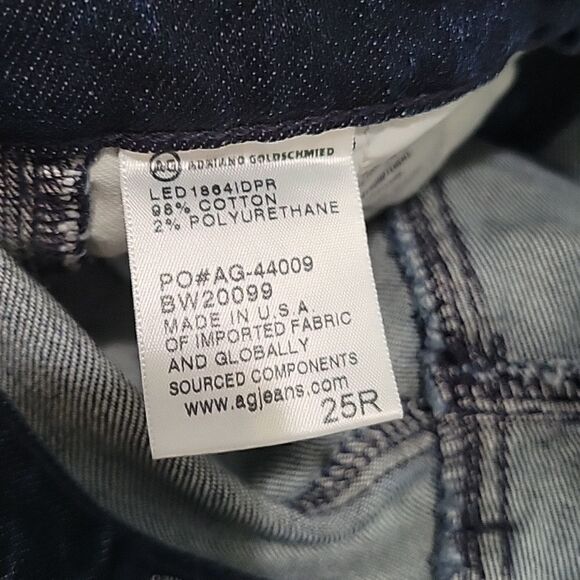 AG ADRIANO GOLDSCHMIED
LED1864IDPR
98% COTTON
2% POLYURETHANE
PO#AG-44009
BW20099
MADE IN U.S.A
OF IMPORTED FABRIC
AND GLOBALLY
SOURCED COMPONENTS
www.agjeans.com
25R